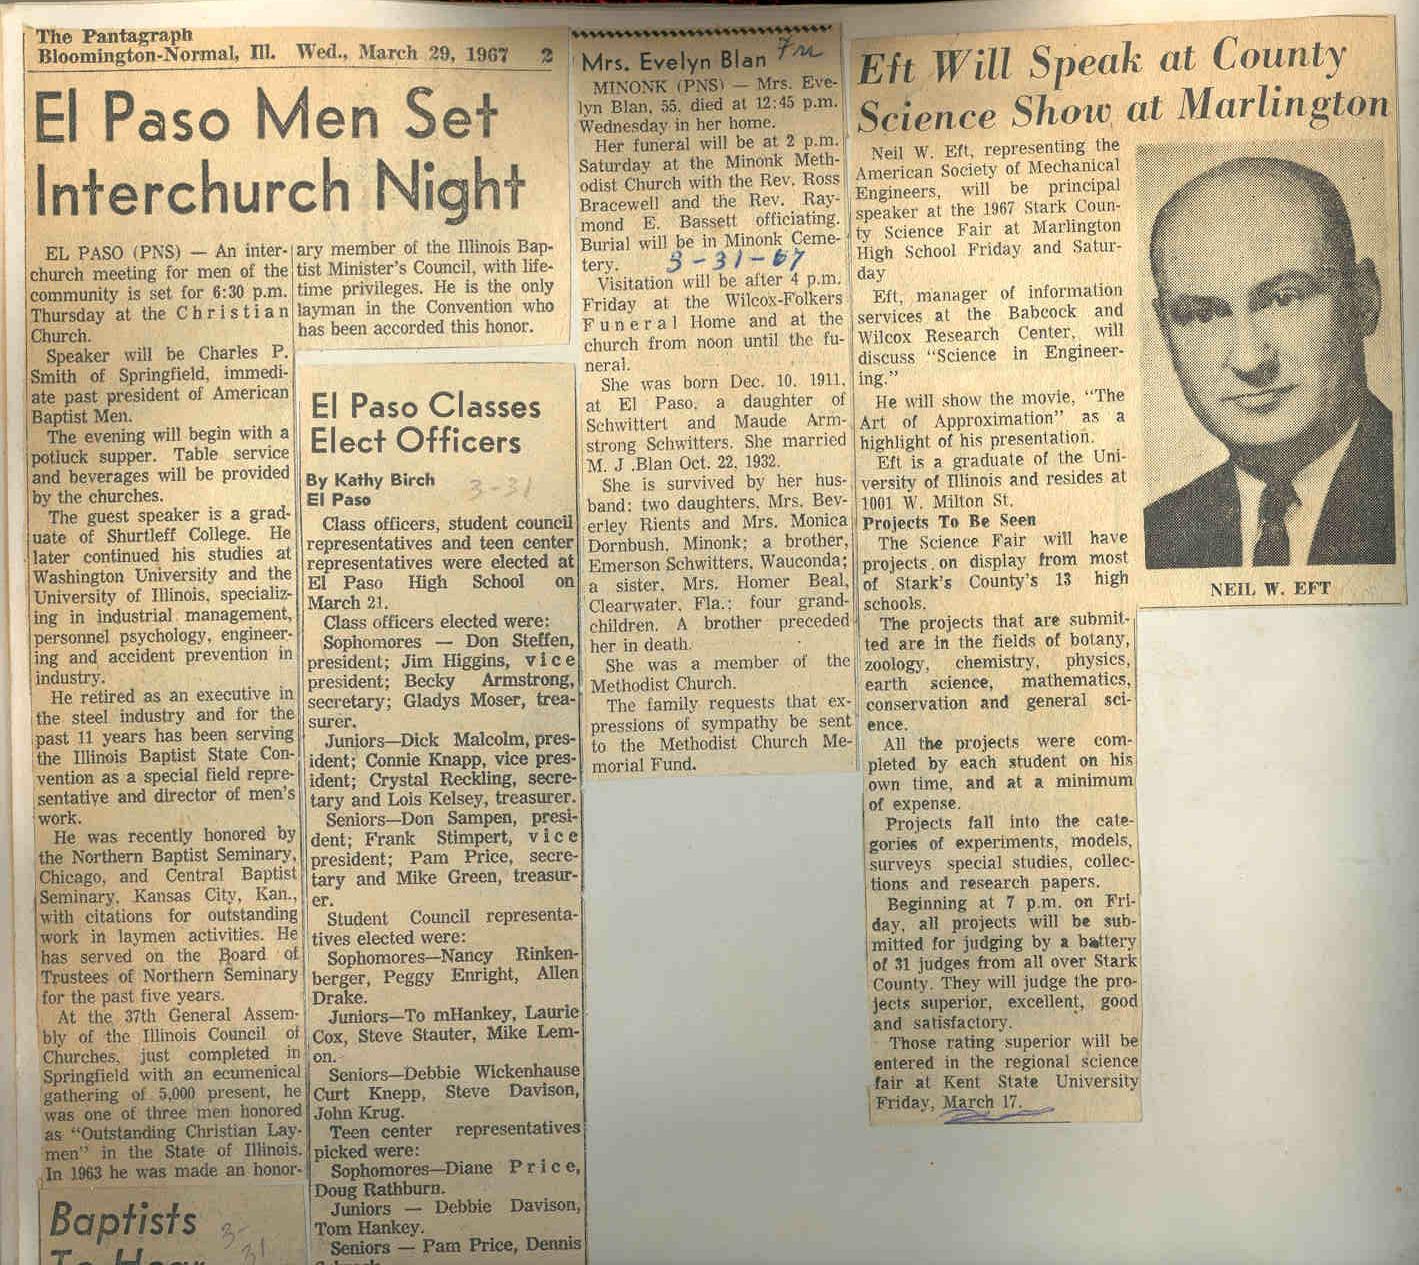 The Pantagraph
Bloomington-Normal, Ill. Wed., March 29, 1967 2
El Paso Men Set
Interchurch Night
EL PASO (PNS) — An inter-
church meeting for men of the
community is set for 6:30 p.m.
Thursday at the Christian
Church.
Speaker will be Charles P.
Smith of Springfield, immedi-
ate past president of American
Baptist Men.
The evening will begin with a
potluck supper. Table service
and beverages will be provided
by the churches.
The guest speaker is a grad-
uate of Shurtleff College. He
later continued his studies at
Washington University and the
University of Illinois, specializ-
ing in industrial management,
personnel psychology, engineer-
ing and accident prevention in
industry.
He retired as an executive in
the steel industry and for the
past 11 years has been serving
the Illinois Baptist State Con-
vention as a special field repre-
sentative and director of men's
work.
He was recently honored by
the Northern Baptist Seminary,
Chicago, and Central Baptist
Seminary, Kansas City, Kan.,
with citations for outstanding
work in laymen activities. He
has served on the Board of
Trustees of Northern Seminary
for the past five years.
At the 37th General Assem-
bly of the Illinois Council of
Churches, just completed in
Springfield with an ecumenical
gathering of 5,000 present, he
was one of three men honored
as "Outstanding Christian Lay-
men" in the State of Illinois.
In 1963 he was made an honor-
ary member of the Illinois Bap-
tist Minister's Council, with life-
time privileges. He is the only
layman in the Convention who
has been accorded this honor.
Baptists
3-
31
To Hear
El Paso Classes
Elect Officers
By Kathy Birch
3-31
El Paso
Class officers, student council
representatives and teen center
representatives were elected at
El Paso High School on
March 21.
Class officers elected were:
Sophomores — Don Steffen,
president; Jim Higgins, vice
president; Becky Armstrong,
secretary; Gladys Moser, trea-
surer.
Juniors—Dick Malcolm, pres-
ident; Connie Knapp, vice pres-
ident; Crystal Reckling, secre-
tary and Lois Kelsey, treasurer.
Seniors—Don Sampen, presi-
dent; Frank Stimpert, vice
president; Pam Price, secre-
tary and Mike Green, treasur-
er.
Student Council representa-
tives elected were:
Sophomores—Nancy Rinken-
berger, Peggy Enright, Allen
Drake.
Juniors—To mHankey, Laurie
Cox, Steve Stauter, Mike Lem-
on.
Seniors—Debbie Wickenhause
Curt Knepp, Steve Davison,
John Krug.
Teen center representatives
picked were:
Sophomores—Diane Price,
Doug Rathburn.
Juniors — Debbie Davison,
Tom Hankey.
Seniors — Pam Price, Dennis
Mrs. Evelyn Blan
MINONK (PNS) — Mrs. Eve-
lyn Blan, 55, died at 12:45 p.m.
Wednesday in her home.
Her funeral will be at 2 p.m.
Saturday at the Minonk Meth-
odist Church with the Rev. Ross
Bracewell and the Rev. Ray-
mond E. Bassett officiating.
Burial will be in Minonk Ceme-
tery.
3-31-67
Visitation will be after 4 p.m.
Friday at the Wilcox-Folkers
Funeral Home and at the
church from noon until the fu-
neral.
She was born Dec. 10, 1911,
at El Paso, a daughter of
Schwittert and Maude Arm-
strong Schwitters. She married
M. J .Blan Oct. 22, 1932.
She is survived by her hus-
band; two daughters, Mrs. Bev-
erley Rients and Mrs. Monica
Dornbush, Minonk; a brother,
Emerson Schwitters, Wauconda;
a sister, Mrs. Homer Beal,
Clearwater, Fla.; four grand-
children. A brother preceded
her in death.
She was a member of the
Methodist Church.
The family requests that ex-
pressions of sympathy be sent
to the Methodist Church Me-
morial Fund.
Eft Will Speak at County
Science Show at Marlington
Neil W. Eft, representing the
American Society of Mechanical
Engineers, will be principal
speaker at the 1967 Stark Coun-
ty Science Fair at Marlington
High School Friday and Satur-
day
Eft, manager of information
services at the Babcock and
Wilcox Research Center, will
discuss "Science in Engineer-
ing."
He will show the movie, "The
Art of Approximation" as a
highlight of his presentation.
Eft is a graduate of the Uni-
versity of Illinois and resides at
1001 W. Milton St.
Projects To Be Seen
The Science Fair will have
projects on display from most
of Stark's County's 13 high
schools.
The projects that are submit-
ted are in the fields of botany,
zoology, chemistry, physics,
earth science, mathematics,
conservation and general sci-
ence.
All the projects were com-
pleted by each student on his
own time, and at a minimum
of expense.
Projects fall into the cate-
gories of experiments, models,
surveys special studies, collec-
tions and research papers.
Beginning at 7 p.m. on Fri-
day, all projects will be sub-
mitted for judging by a battery
of 31 judges from all over Stark
County. They will judge the pro-
jects superior, excellent, good
and satisfactory.
Those rating superior will be
entered in the regional science
fair at Kent State University
Friday, March 17.
NEIL W. EFT